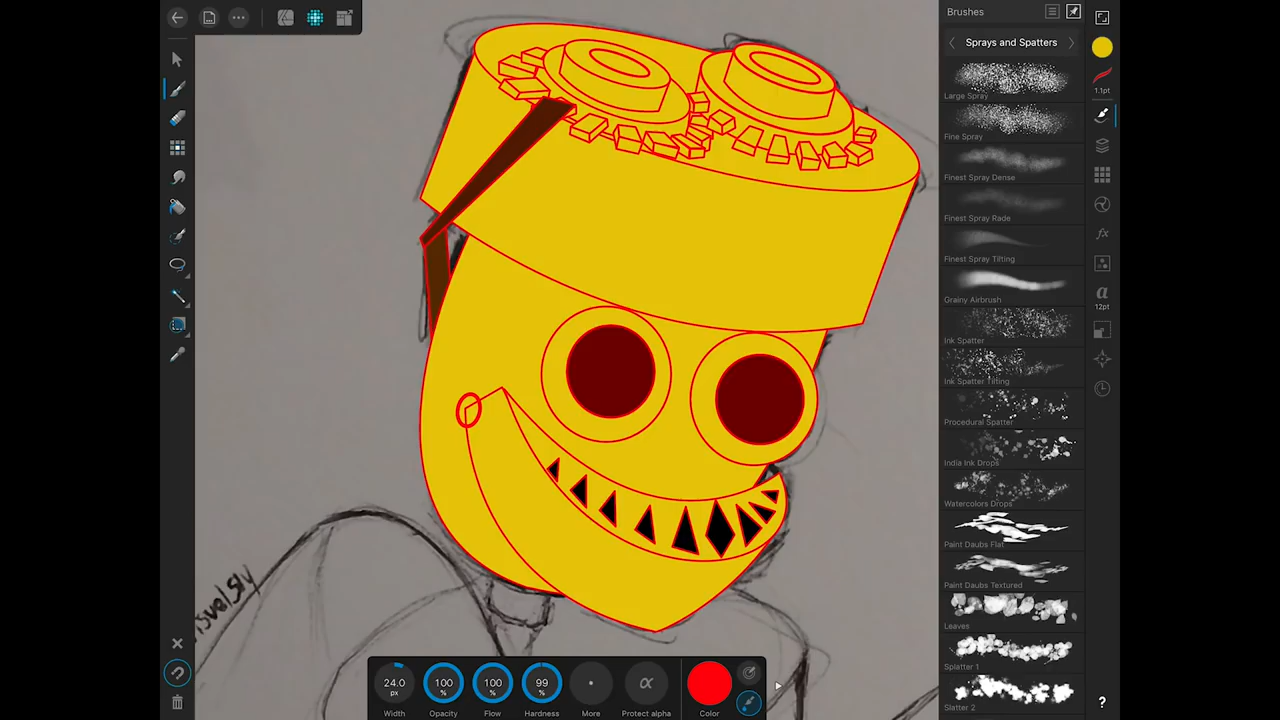 Brushes
Sprays and Spatters
Large Spray
Fine Spray
Finest Spray Dense
Finest Spray Rade
Finest Spray Tilting
Grainy Airbrush
Ink Spatter
Ink Spatter Tilting
Procedural Spatter
India Ink Drops
Watercolors Drops
Paint Daubs Flat
Paint Daubs Textured
Leaves
Splatter 1
Slatter 2
1.1pt
a
12pt
?
24.0
px
Width
100
%
Opacity
100
%
Flow
99
%
Hardness
More
α
Protect alpha
Color